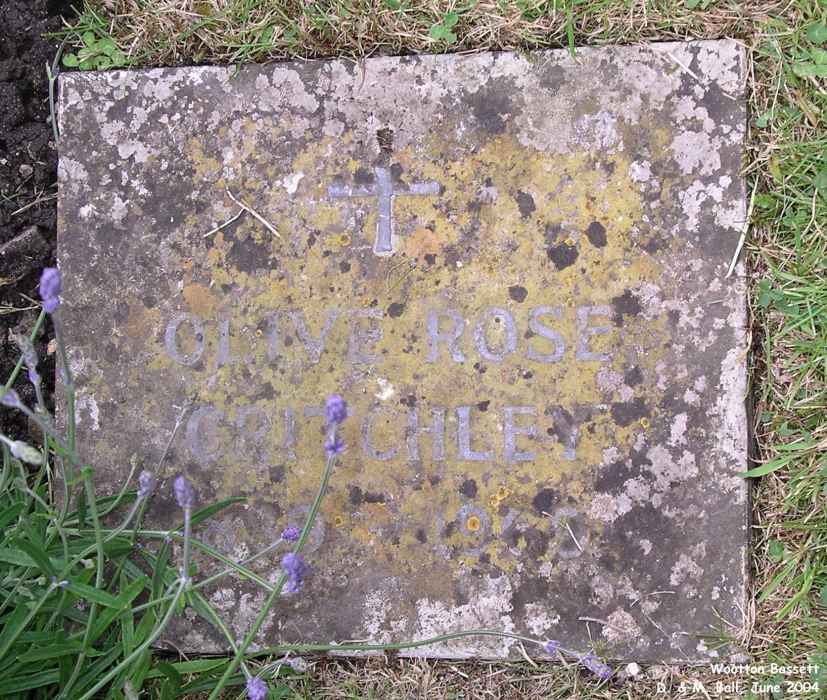 OLIVE ROSE
CRITCHLEY
Wootton Bassett
D. & M. Ball, June 2004